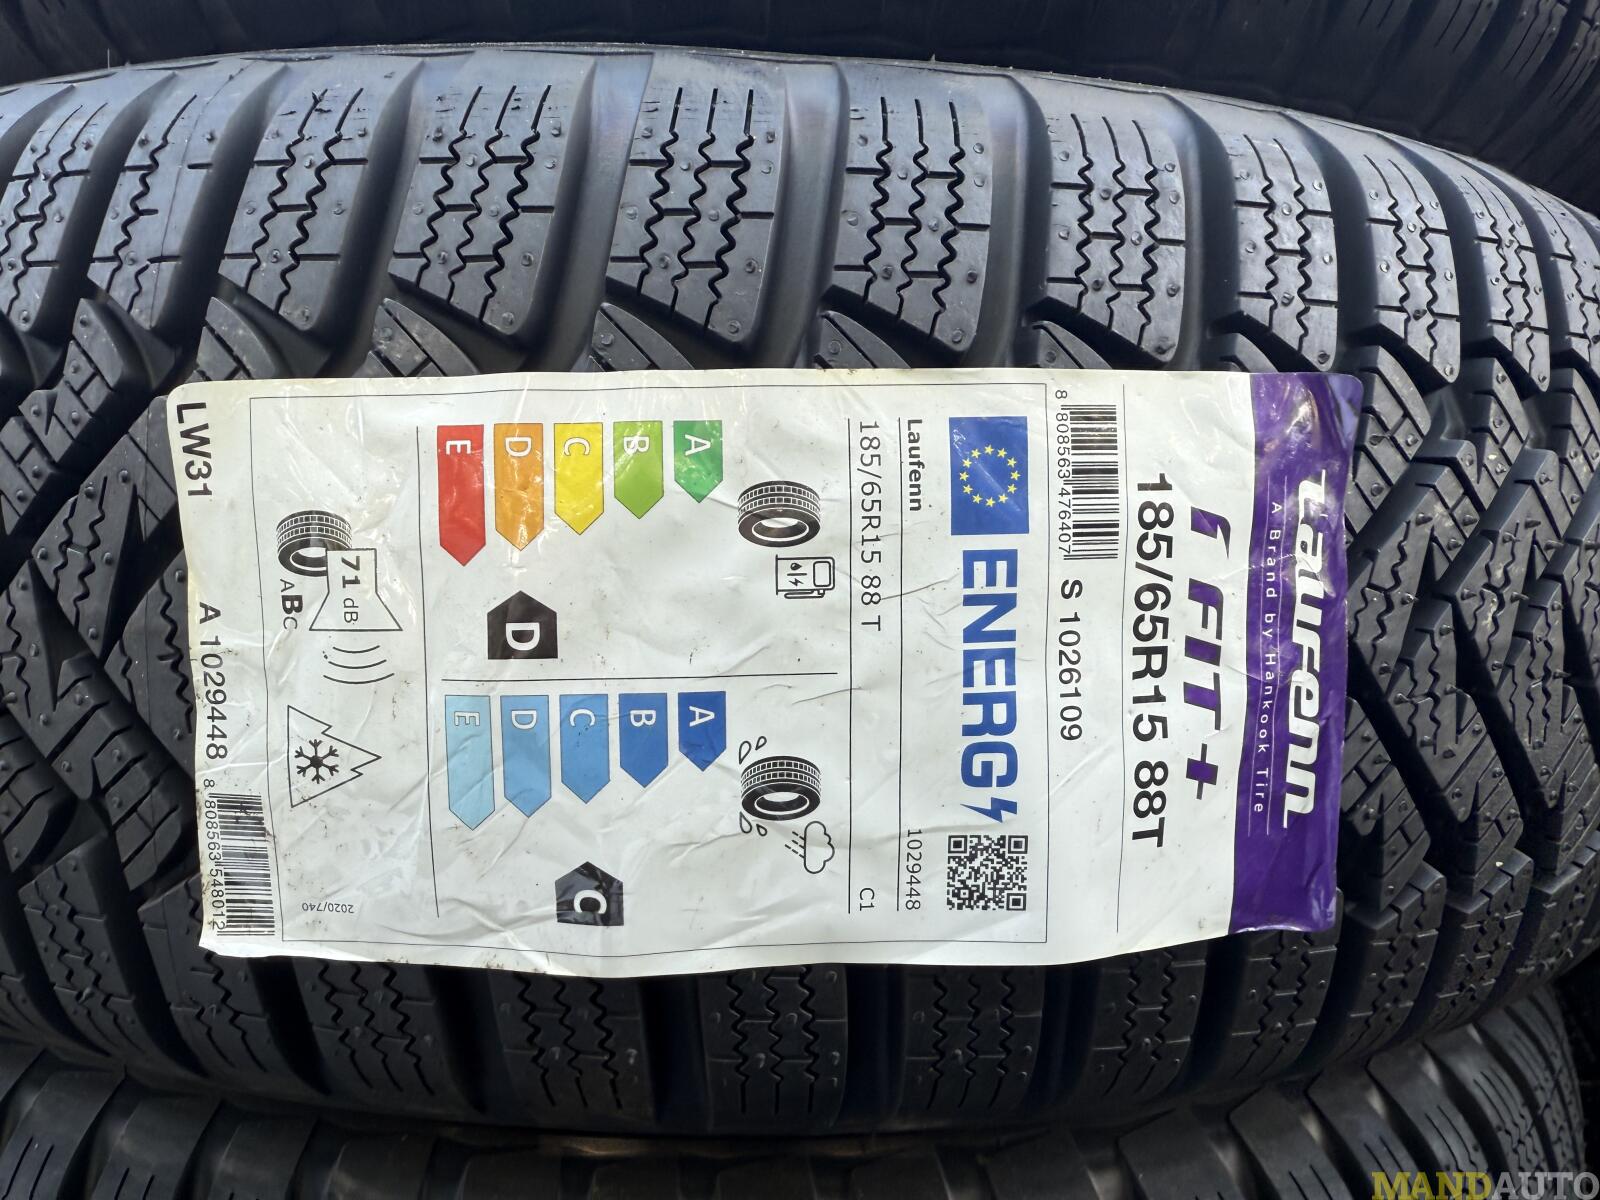 Laufenn
A Brand by Hankook Tire
i FIT+
185/65R15 88T
8 808563 476407
S 1026109
ENERG
Laufenn
1029448
185/65R15 88 T
C1
A
B
C
D
E
D
A
B
C
D
E
C
71 dB
ABC
2020/740
LW31
A 1029448
8 808563 548012
MANDAUTO